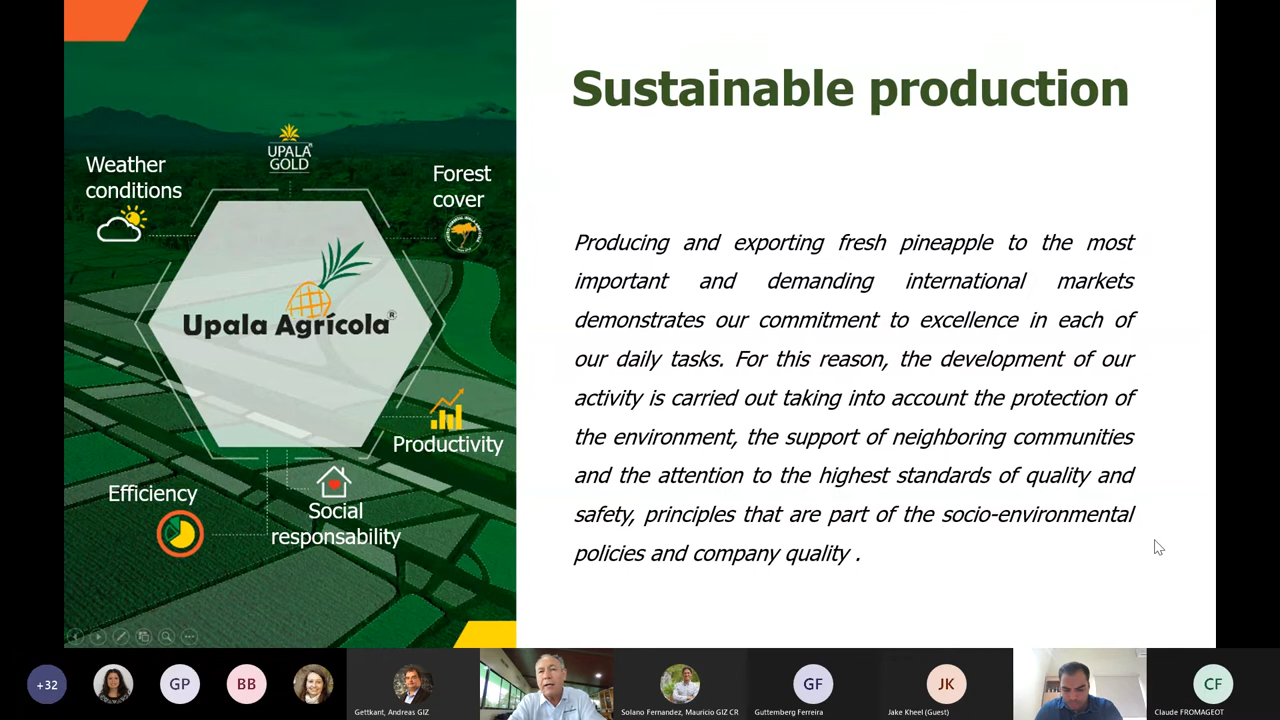 Sustainable production
Weather
conditions
UPALA
GOLD
Forest
cover
Upala Agrícola®
Productivity
Efficiency
Social
responsability
Producing and exporting fresh pineapple to the most
important and demanding international markets
demonstrates our commitment to excellence in each of
our daily tasks. For this reason, the development of our
activity is carried out taking into account the protection of
the environment, the support of neighboring communities
and the attention to the highest standards of quality and
safety, principles that are part of the socio-environmental
policies and company quality .
+32
GP
BB
GF
JK
CF
Gettkant, Andreas GIZ
Solano Fernandez, Mauricio GIZ CR
Guttemberg Ferreira
Jake Kheel (Guest)
Claude FROMAGEOT